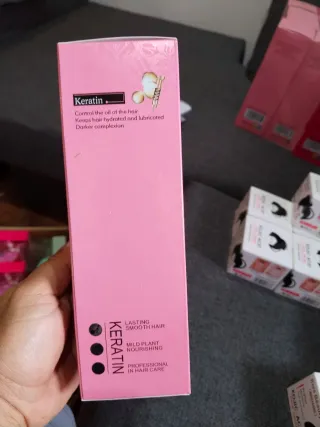 Keratin
Control the oil of the hair
Keeps hair hydrated and lubricated
Darker complexion
KERATIN
LASTING
SMOOTH HAIR
MILD PLANT
NOURISHING
PROFESSIONAL
IN HAIR CARE